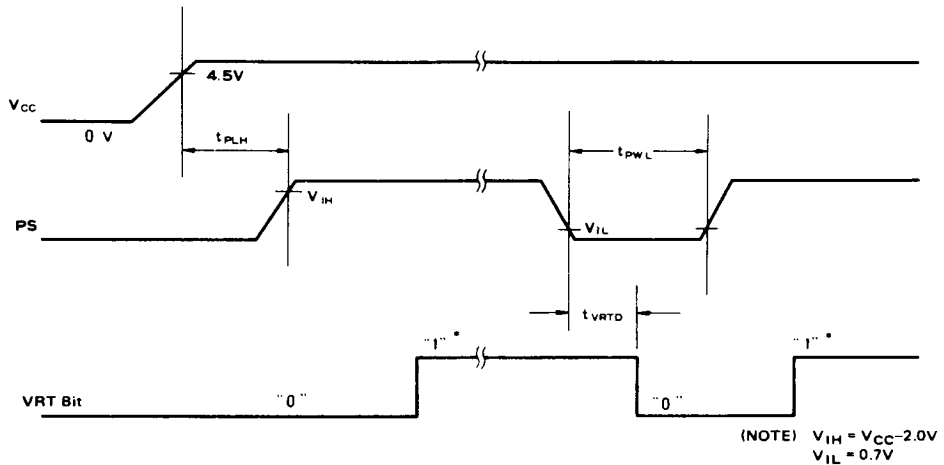 4.5V
VCC
0 V
tPLH
tPWL
VIH
PS
VIL
tVRTD
"1" *
"1" *
VRT Bit
"0"
"0"
(NOTE) VIH = VCC-2.0V
VIL = 0.7V